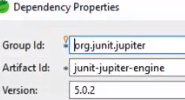 Dependency Properties
Group Id: * org.junit.jupiter
Artifact Id: * junit-jupiter-engine
Version: 5.0.2